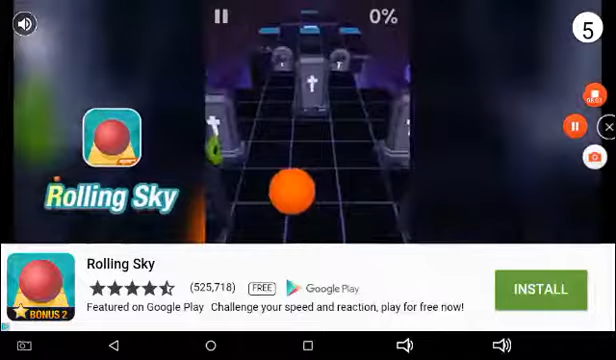 0%
5
Rolling Sky
Rolling Sky
(525,718)
FREE
Google Play
BONUS 2
Featured on Google Play Challenge your speed and reaction, play for free now!
INSTALL